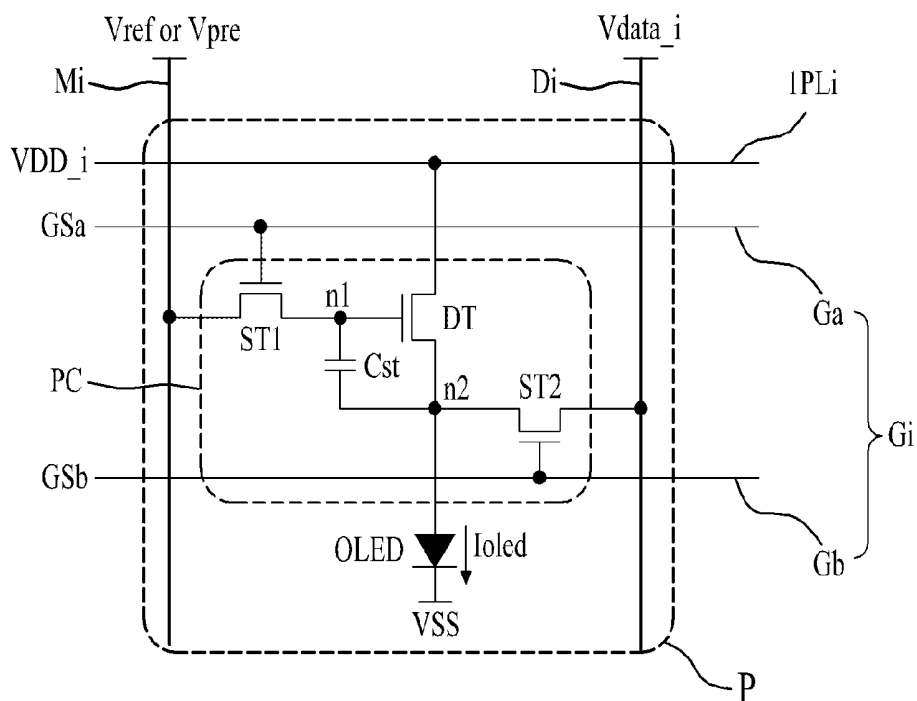 Vref or Vpre
Vdata_i
Mi
Di
1PLi
VDD_i
GSa
n1
DT
Ga
ST1
Cst
PC
n2
ST2
Gi
GSb
OLED
Ioled
Gb
VSS
P